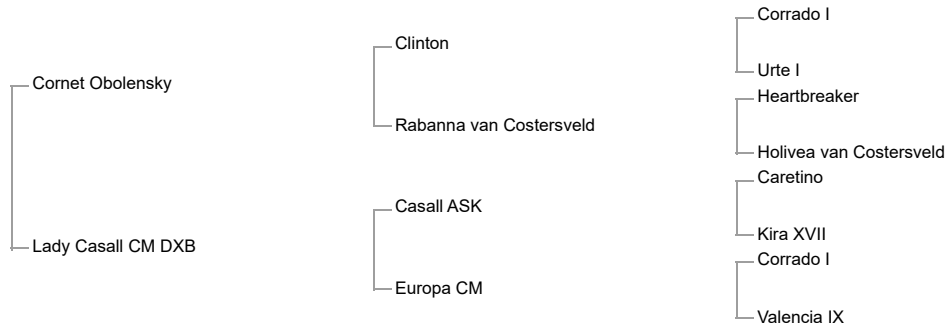 Corrado I
Clinton
Urte I
Cornet Obolensky
Heartbreaker
Rabanna van Costersveld
Holivea van Costersveld
Caretino
Casall ASK
Kira XVII
Lady Casall CM DXB
Corrado I
Europa CM
Valencia IX